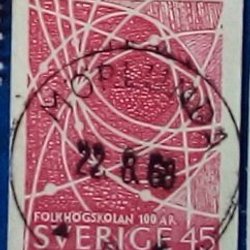 22.8.68
FOLKHÖGSKOLAN 100 ÅR
SVERIGE 45